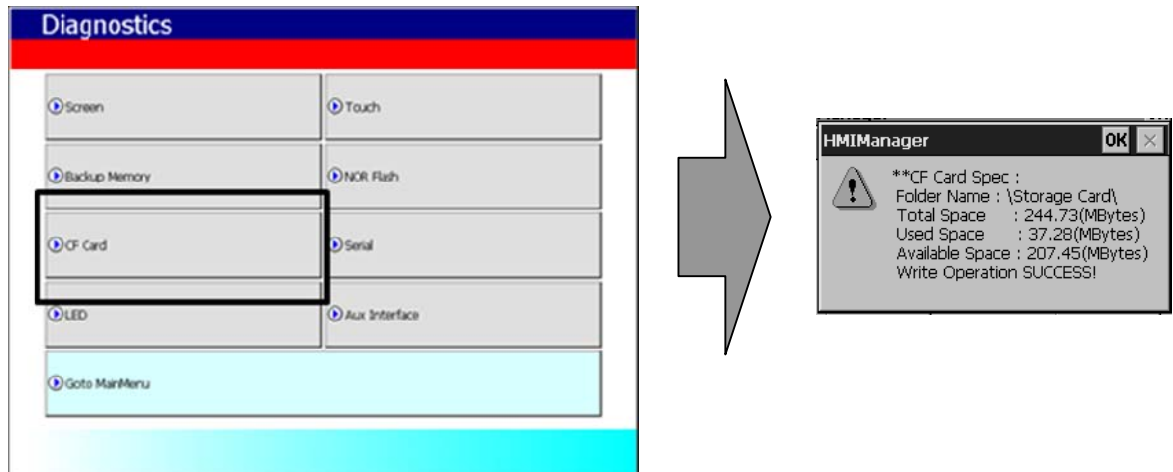 Diagnostics
Screen
Touch
Backup Memory
NOR Flash
CF Card
Serial
LED
Aux Interface
Goto MainMenu
HMIManager OK
**CF Card Spec :
Folder Name : \Storage Card\
Total Space : 244.73(MBytes)
Used Space : 37.28(MBytes)
Available Space : 207.45(MBytes)
Write Operation SUCCESS!